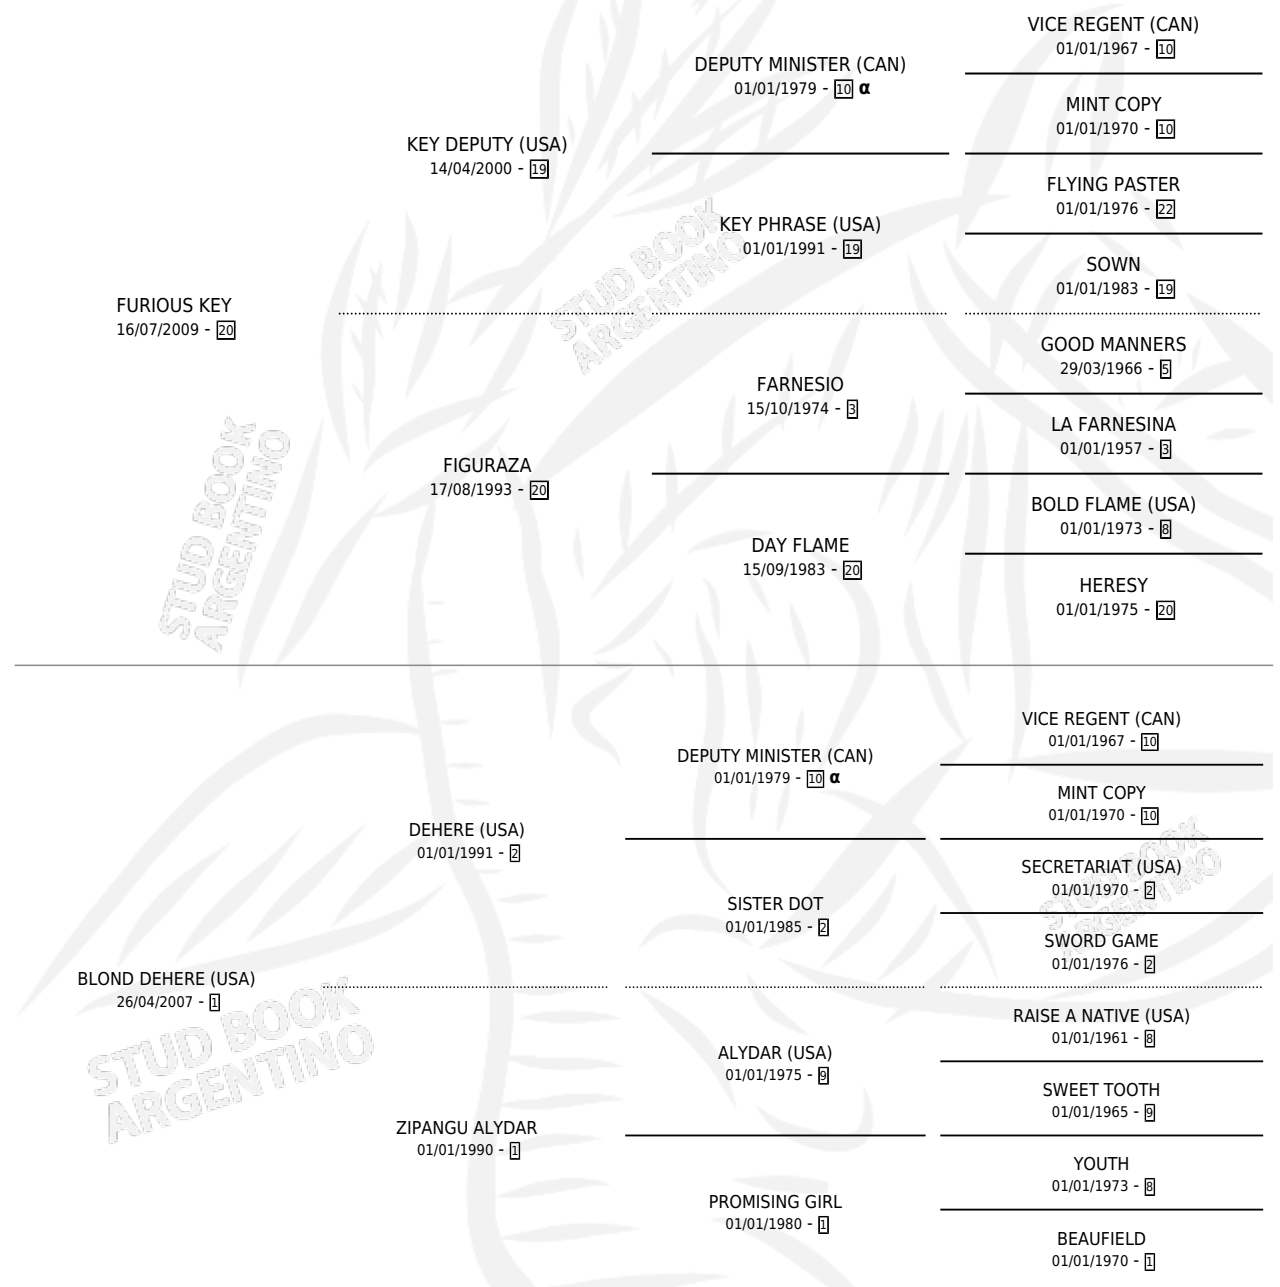 VICE REGENT (CAN)
01/01/1967 - 10
DEPUTY MINISTER (CAN)
01/01/1979 - 10 α
MINT COPY
01/01/1970 - 10
KEY DEPUTY (USA)
14/04/2000 - 19
FLYING PASTER
01/01/1976 - 22
KEY PHRASE (USA)
01/01/1991 - 19
SOWN
01/01/1983 - 19
STUD BOOK
ARGENTINO
FURIOUS KEY
16/07/2009 - 20
GOOD MANNERS
29/03/1966 - 5
FARNESIO
15/10/1974 - 3
LA FARNESINA
01/01/1957 - 3
FIGURAZA
17/08/1993 - 20
BOLD FLAME (USA)
01/01/1973 - 8
DAY FLAME
15/09/1983 - 20
HERESY
01/01/1975 - 20
STUD BOOK
ARGENTINO
VICE REGENT (CAN)
01/01/1967 - 10
DEPUTY MINISTER (CAN)
01/01/1979 - 10 α
MINT COPY
01/01/1970 - 10
DEHERE (USA)
01/01/1991 - 2
SECRETARIAT (USA)
01/01/1970 - 2
SISTER DOT
01/01/1985 - 2
SWORD GAME
01/01/1976 - 2
STUD BOOK
ARGENTINO
BLOND DEHERE (USA)
26/04/2007 - 1
RAISE A NATIVE (USA)
01/01/1961 - 8
ALYDAR (USA)
01/01/1975 - 9
SWEET TOOTH
01/01/1965 - 9
STUD BOOK
ARGENTINO
ZIPANGU ALYDAR
01/01/1990 - 1
YOUTH
01/01/1973 - 8
PROMISING GIRL
01/01/1980 - 1
BEAUFIELD
01/01/1970 - 1